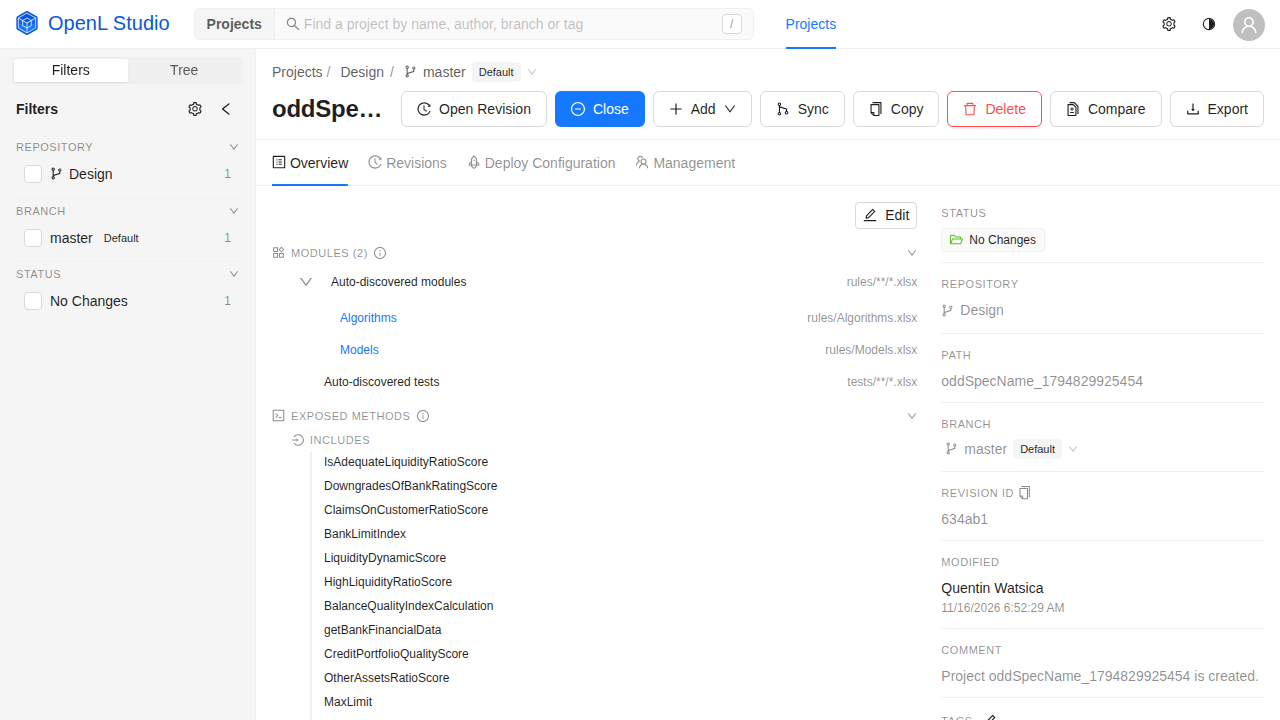 OpenL Studio
Projects
Find a project by name, author, branch or tag
/
Projects
Filters
Tree
Filters
REPOSITORY
Design
1
BRANCH
master Default
1
STATUS
No Changes
1
Projects / Design / master Default
oddSpe...
Open Revision
Close
Add
Sync
Copy
Delete
Compare
Export
Overview
Revisions
Deploy Configuration
Management
Edit
MODULES (2)
Auto-discovered modules
rules/**/*.xlsx
Algorithms
rules/Algorithms.xlsx
Models
rules/Models.xlsx
Auto-discovered tests
tests/**/*.xlsx
EXPOSED METHODS
INCLUDES
IsAdequateLiquidityRatioScore
DowngradesOfBankRatingScore
ClaimsOnCustomerRatioScore
BankLimitIndex
LiquidityDynamicScore
HighLiquidityRatioScore
BalanceQualityIndexCalculation
getBankFinancialData
CreditPortfolioQualityScore
OtherAssetsRatioScore
MaxLimit
STATUS
No Changes
REPOSITORY
Design
PATH
oddSpecName_1794829925454
BRANCH
master Default
REVISION ID
634ab1
MODIFIED
Quentin Watsica
11/16/2026 6:52:29 AM
COMMENT
Project oddSpecName_1794829925454 is created.
TAGS